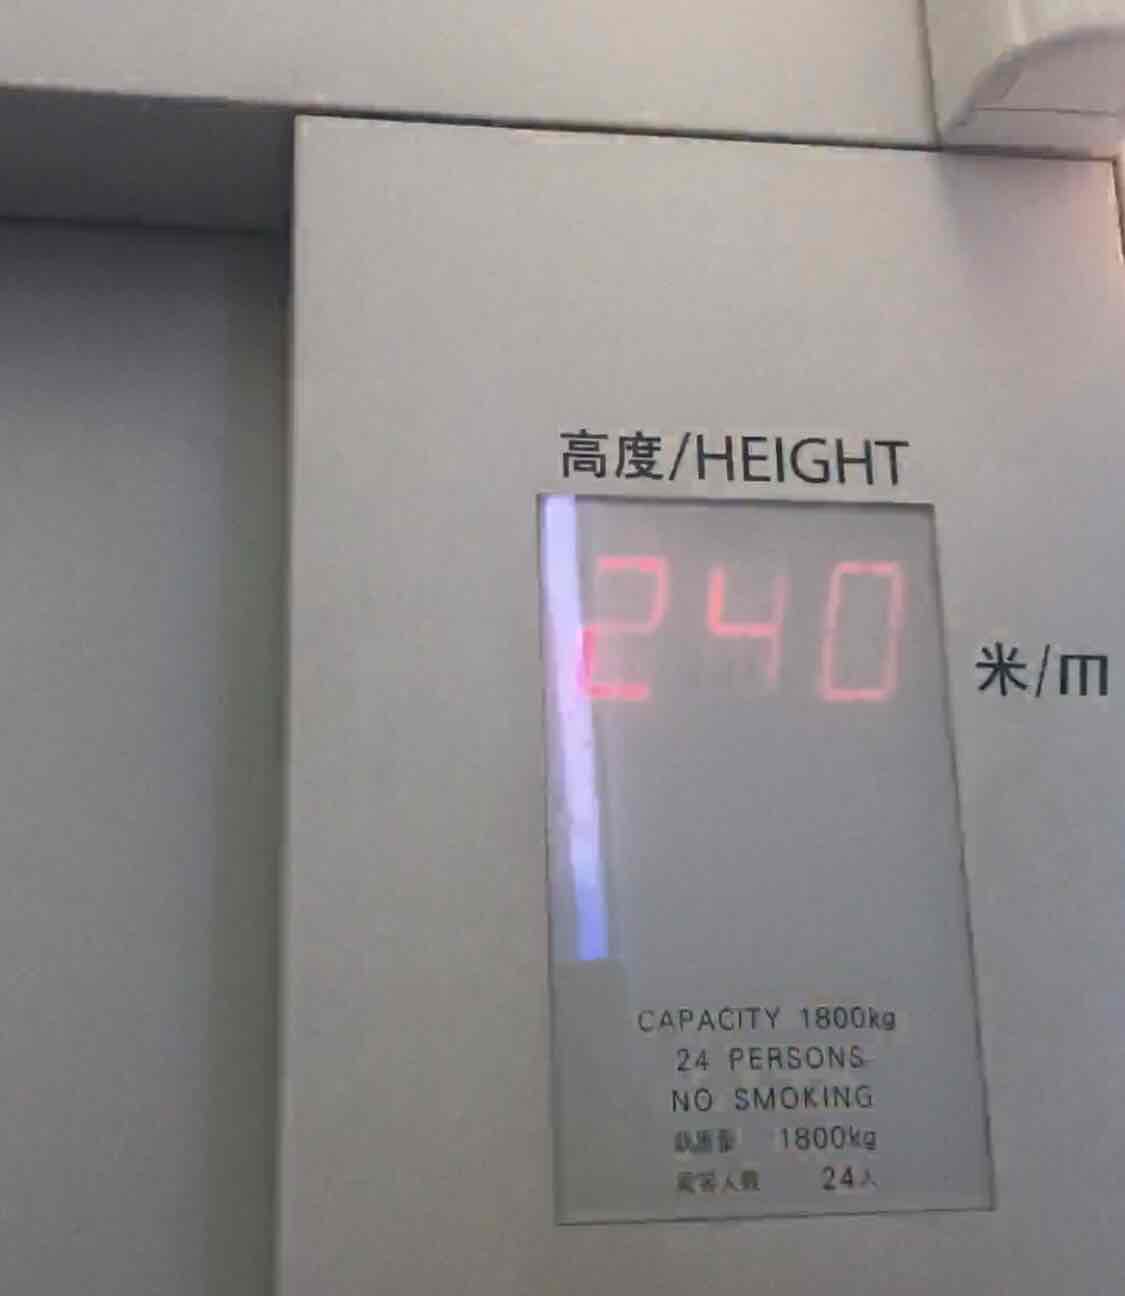 高度/HEIGHT
240
米/m
CAPACITY 1800kg
24 PERSONS
NO SMOKING
1800kg
24人